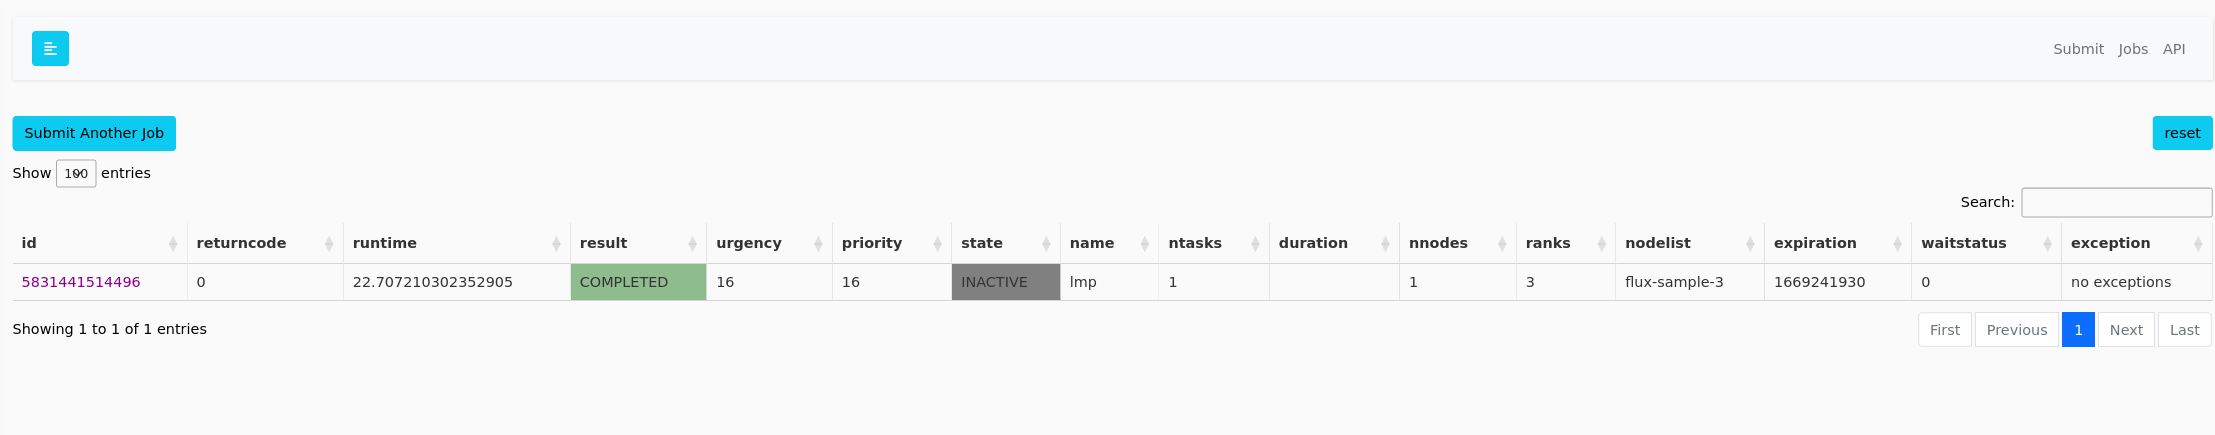 Submit Jobs API
Submit Another Job reset
Show 100 entries
Search:
id returncode runtime result urgency priority state name ntasks duration nnodes ranks nodelist expiration waitstatus exception
5831441514496 0 22.707210302352905 COMPLETED 16 16 INACTIVE lmp 1 1 3 flux-sample-3 1669241930 0 no exceptions
Showing 1 to 1 of 1 entries First Previous 1 Next Last